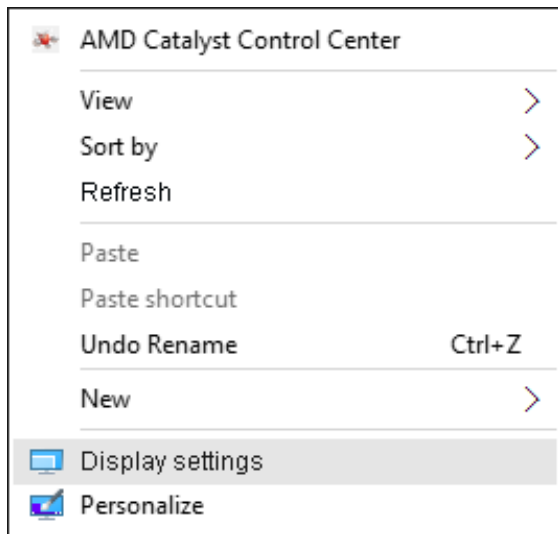 AMD Catalyst Control Center
View
Sort by
Refresh
Paste
Paste shortcut
Undo Rename Ctrl+Z
New
Display settings
Personalize